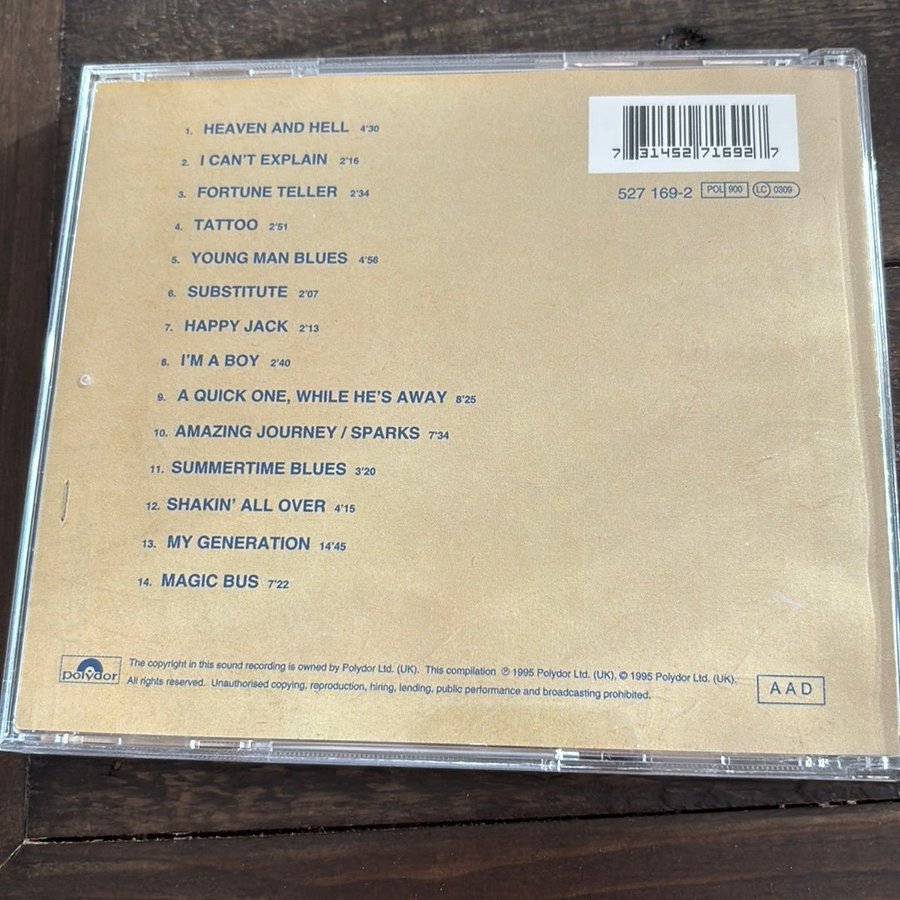 1. HEAVEN AND HELL 4'30
2. I CAN'T EXPLAIN 2'16
3. FORTUNE TELLER 2'34
4. TATTOO 2'51
5. YOUNG MAN BLUES 4'56
6. SUBSTITUTE 2'07
7. HAPPY JACK 2'13
8. I'M A BOY 2'40
9. A QUICK ONE, WHILE HE'S AWAY 8'25
10. AMAZING JOURNEY / SPARKS 7'34
11. SUMMERTIME BLUES 3'20
12. SHAKIN' ALL OVER 4'15
13. MY GENERATION 14'45
14. MAGIC BUS 7'22
7 31452 71692 7
527 169-2 POL 900 LC 0309
polydor
The copyright in this sound recording is owned by Polydor Ltd. (UK). This compilation ℗ 1995 Polydor Ltd. (UK), © 1995 Polydor Ltd. (UK).
All rights reserved. Unauthorised copying, reproduction, hiring, lending, public performance and broadcasting prohibited.
AAD